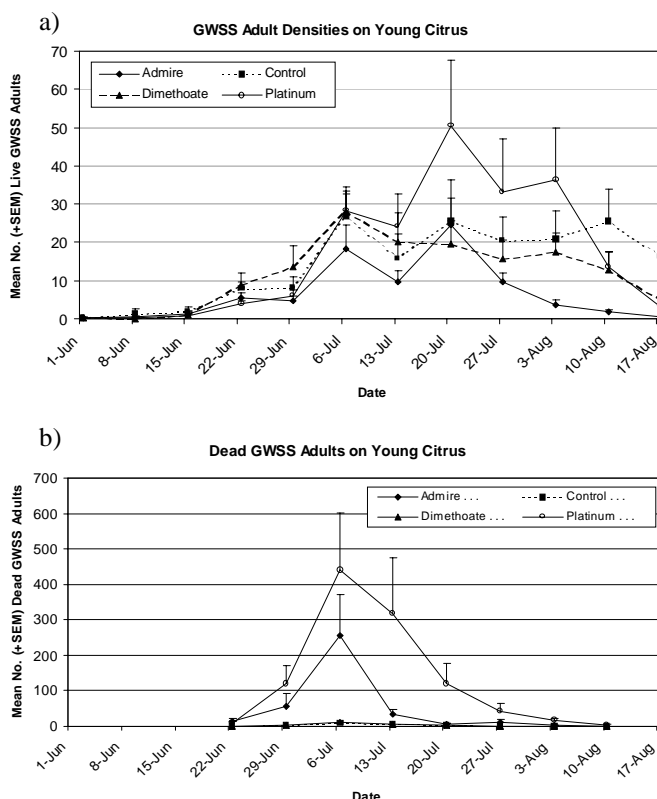 a)
GWSS Adult Densities on Young Citrus
Mean No. (+SEM) Live GWSS Adults
70
60
50
40
30
20
10
0
Admire Control
Dimethoate Platinum
1-Jun 8-Jun 15-Jun 22-Jun 29-Jun 6-Jul 13-Jul 20-Jul 27-Jul 3-Aug 10-Aug 17-Aug
Date
b)
Dead GWSS Adults on Young Citrus
Mean No. (+SEM) Dead GWSS Adults
700
600
500
400
300
200
100
0
Admire . . . Control . . .
Dimethoate . . . Platinum . . .
1-Jun 8-Jun 15-Jun 22-Jun 29-Jun 6-Jul 13-Jul 20-Jul 27-Jul 3-Aug 10-Aug 17-Aug
Date